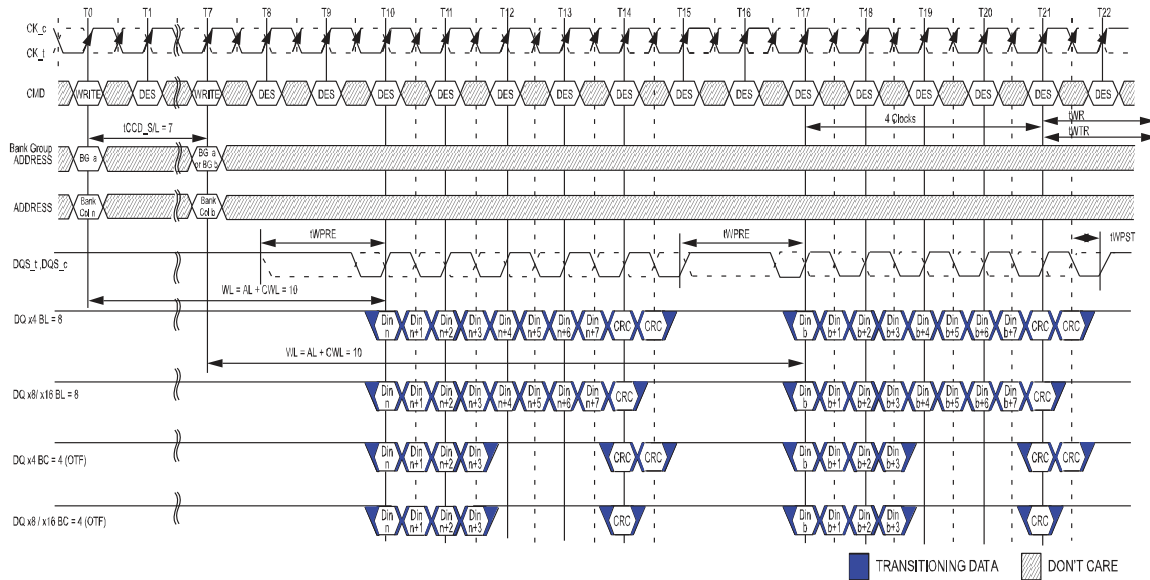 T0 T1 T7 T8 T9 T10 T11 T12 T13 T14 T15 T16 T17 T18 T19 T20 T21 T22
CK_c
CK_t
CMD WRITE DES WRITE DES DES DES DES DES DES DES DES DES DES DES DES DES DES DES
tCCD_S/L = 7
4 Clocks
tWR
tWTR
Bank Group
ADDRESS
BG a
BG a
or BG b
ADDRESS
Bank
Col n
Bank
Col b
tWPRE
tWPRE
tWPST
DQS_t ,DQS_c
WL = AL + CWL = 10
DQ x4 BL = 8
Din n Din n+1 Din n+2 Din n+3 Din n+4 Din n+5 Din n+6 Din n+7 CRC CRC Din b Din b+1 Din b+2 Din b+3 Din b+4 Din b+5 Din b+6 Din b+7 CRC CRC
WL = AL + CWL = 10
DQ x8/ x16 BL = 8
Din n Din n+1 Din n+2 Din n+3 Din n+4 Din n+5 Din n+6 Din n+7 CRC Din b Din b+1 Din b+2 Din b+3 Din b+4 Din b+5 Din b+6 Din b+7 CRC
DQ x4 BC = 4 (OTF)
Din n Din n+1 Din n+2 Din n+3 CRC CRC Din b Din b+1 Din b+2 Din b+3 CRC CRC
DQ x8 / x16 BC = 4 (OTF)
Din n Din n+1 Din n+2 Din n+3 CRC Din b Din b+1 Din b+2 Din b+3 CRC
TRANSITIONING DATA
DON'T CARE